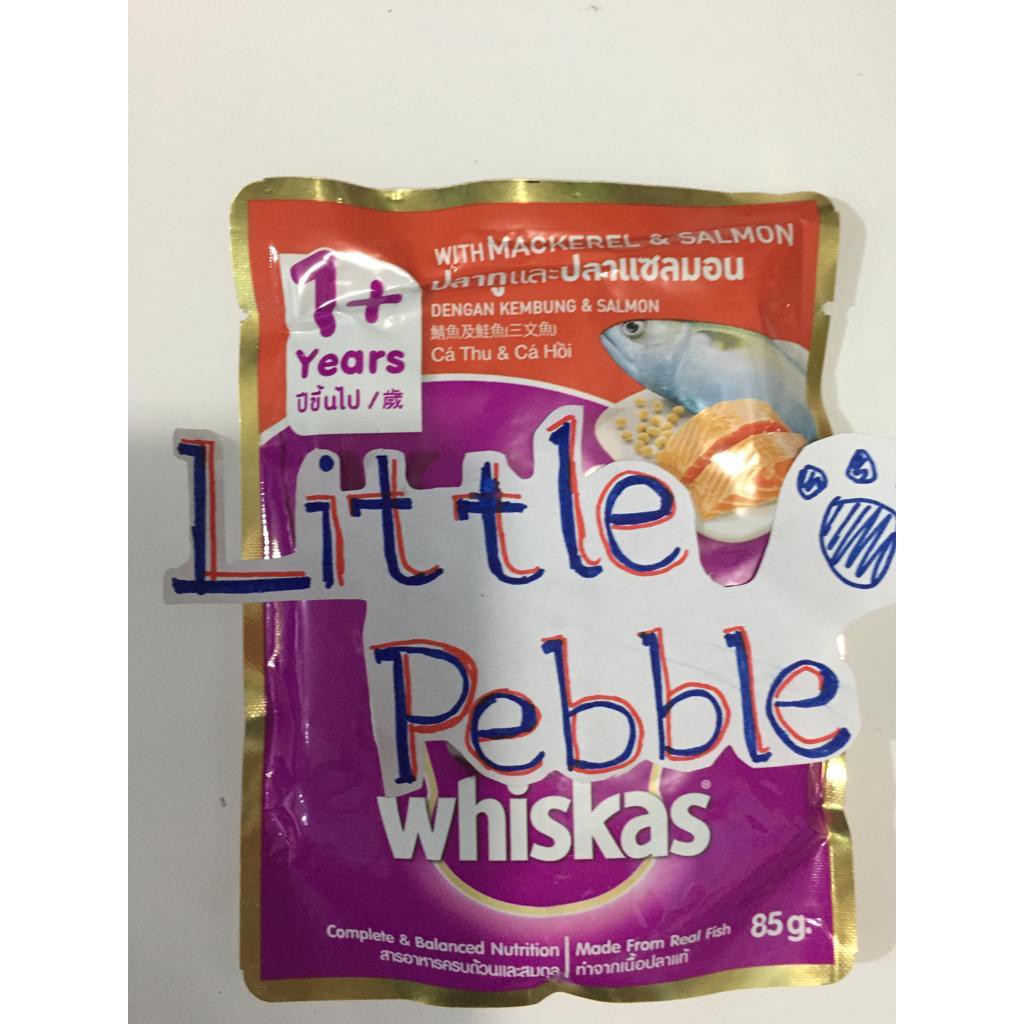 1+
Years
ปีขึ้นไป / 歲
WITH MACKEREL & SALMON
ปลาทูและปลาแซลมอน
DENGAN KEMBUNG & SALMON
鯖魚及鮭魚(三文魚)
Cá Thu & Cá Hồi
Little
Pebble
whiskas®
Complete & Balanced Nutrition
สารอาหารครบถ้วนและสมดุล
Made From Real Fish
ทำจากเนื้อปลาแท้
85 g.